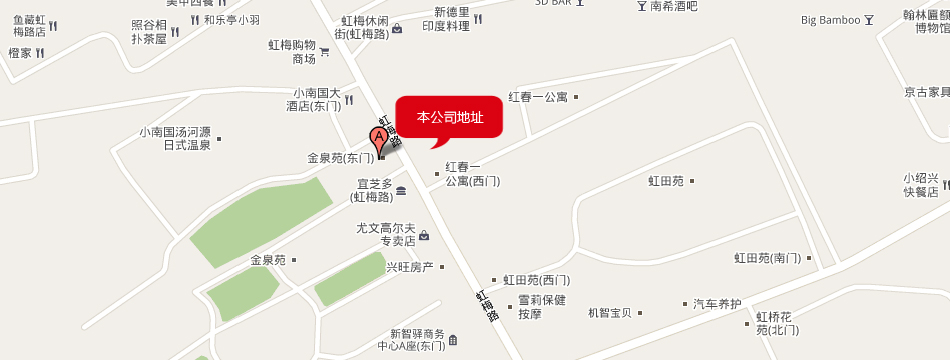 美中西餐
3D BAR
南希酒吧
鱼藏虹
梅路店
照谷相
扑茶屋
和乐亭小羽
虹梅休闲
街(虹梅路)
新德里
印度料理
Big Bamboo
翰林匾额
博物馆
橙家
虹梅购物
商场
小南国大
酒店(东门)
红春一公寓
京古家具
本公司地址
虹梅路
小南国汤河源
日式温泉
A
金泉苑(东门)
红春一
公寓(西门)
宜芝多
(虹梅路)
虹田苑
小绍兴
快餐店
尤文高尔夫
专卖店
金泉苑
兴旺房产
虹田苑(南门)
虹田苑(西门)
虹梅路
雪莉保健
按摩
机智宝贝
汽车养护
虹桥花
苑(北门)
新智驿商务
中心A座(东门)